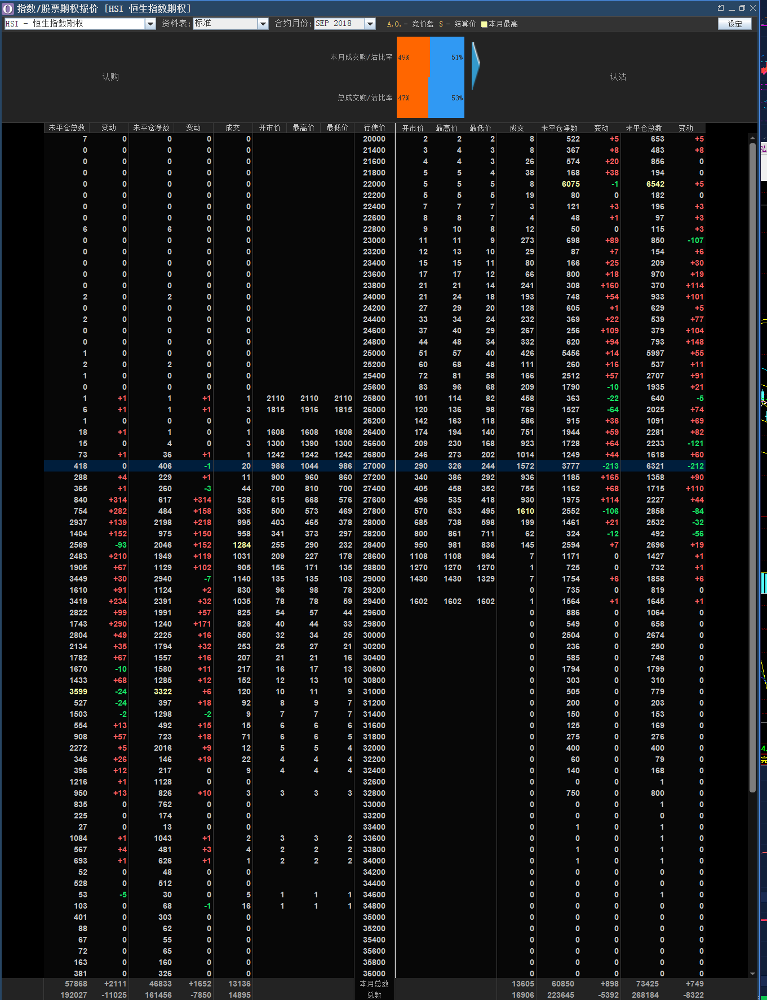 指数/股票期权报价 [HSI 恒生指数期权]
HSI - 恒生指数期权 资料表: 标准 合约月份: SEP 2018 A.O.- 竞价盘 S - 结算价 本月最高 设定
本月成交购/沽比率 49% 51%
认购 认沽
总成交购/沽比率 47% 53%
未平仓总数 变动 未平仓净数 变动 成交 开市价 最高价 最低价 行使价 开市价 最高价 最低价 成交 未平仓净数 变动 未平仓总数 变动
7 0 0 0 0 20000 2 2 2 8 522 +5 653 +5
0 0 0 0 0 21400 3 4 3 8 367 +8 483 +8
0 0 0 0 0 21600 4 4 3 26 574 +20 856 0
0 0 0 0 0 21800 5 5 4 38 168 +38 194 0
0 0 0 0 0 22000 5 5 5 8 6075 -1 6542 +5
0 0 0 0 0 22200 5 5 5 19 80 0 182 0
0 0 0 0 0 22400 7 7 7 3 121 +3 196 +3
0 0 0 0 0 22600 8 8 7 4 48 +1 97 +3
6 0 6 0 0 22800 9 10 8 12 50 0 115 +3
0 0 0 0 0 23000 11 11 9 273 698 +89 850 -107
0 0 0 0 0 23200 12 13 10 29 87 +7 154 +6
0 0 0 0 0 23400 15 15 11 80 166 +25 209 +30
0 0 0 0 0 23600 17 17 12 66 800 +18 970 +19
0 0 0 0 0 23800 21 21 14 241 308 +160 370 +114
2 0 2 0 0 24000 21 24 18 193 748 +54 933 +101
0 0 0 0 0 24200 27 29 20 128 605 +1 629 +5
2 0 0 0 0 24400 33 34 24 232 369 +22 539 +77
0 0 0 0 0 24600 37 40 29 267 256 +109 379 +104
0 0 0 0 0 24800 44 48 34 332 620 +94 793 +148
1 0 0 0 0 25000 51 57 40 426 5456 +14 5997 +55
2 0 2 0 0 25200 60 68 48 111 260 +16 537 +11
1 0 0 0 0 25400 72 81 58 166 2512 +57 2707 +91
0 0 0 0 0 25600 83 96 68 209 1790 -10 1935 +21
1 +1 1 +1 1 2110 2110 2110 25800 101 114 82 458 363 -22 640 -5
6 +1 1 +1 3 1815 1916 1815 26000 120 136 98 769 1527 -64 2025 +74
1 0 0 0 0 26200 142 163 118 586 915 +36 1091 +69
18 +1 1 0 1 1608 1608 1608 26400 174 194 140 751 1944 +59 2281 +82
15 0 4 0 3 1300 1390 1300 26600 209 230 168 923 1728 +64 2233 -121
73 +1 36 +1 1 1242 1242 1242 26800 246 273 202 1014 1249 +44 1618 +60
418 0 406 -1 20 986 1044 986 27000 290 326 244 1572 3777 -213 6321 -212
288 +4 229 +1 11 900 960 860 27200 340 386 292 936 1185 +165 1358 +90
365 +1 260 -3 44 700 810 700 27400 405 458 352 755 1162 +68 1715 +110
840 +314 617 +314 528 615 668 576 27600 496 535 418 930 1975 +114 2227 +44
754 +282 484 +158 935 500 573 469 27800 570 633 495 1610 2552 -106 2858 -84
2937 +139 2198 +218 995 403 465 378 28000 685 738 598 199 1461 +21 2532 -32
1404 +152 975 +150 958 341 373 297 28200 800 861 711 62 324 -12 492 -56
2569 -93 2046 +152 1284 255 290 232 28400 950 981 836 145 2594 +7 2696 +19
2483 +210 1949 +119 1031 209 227 178 28600 1108 1108 984 7 1171 0 1427 +1
1905 +67 1129 +102 905 156 171 135 28800 1270 1270 1270 1 725 0 732 +1
3449 +30 2940 -7 1140 135 135 103 29000 1430 1430 1329 7 1754 +6 1858 +6
1610 +91 1124 +2 830 96 98 78 29200 0 735 0 819 0
3419 +234 2391 +32 1035 78 78 59 29400 1602 1602 1602 1 1564 +1 1645 +1
2822 +99 1991 +57 825 54 57 44 29600 0 886 0 1064 0
1743 +290 1240 +171 826 40 44 33 29800 0 549 0 658 0
2804 +49 2225 +16 550 32 34 25 30000 0 2504 0 2674 0
2134 +35 1794 +32 253 25 27 21 30200 0 236 0 250 0
1782 +67 1557 +16 207 21 21 16 30400 0 585 0 748 0
1670 -10 1580 +11 217 16 17 13 30600 0 1794 0 1799 0
1433 +68 1285 +12 152 12 13 10 30800 0 303 0 310 0
3599 -24 3322 +6 120 10 11 9 31000 0 505 0 779 0
527 -24 397 +18 92 8 9 7 31200 0 200 0 203 0
1503 -2 1298 -2 9 7 7 7 31400 0 150 0 153 0
554 +13 492 +15 15 6 6 6 31600 0 125 0 169 0
908 +57 723 +18 71 6 6 5 31800 0 275 0 276 0
2272 +5 2016 +9 12 5 5 4 32000 0 400 0 400 0
346 +26 146 +19 22 4 4 4 32200 0 60 0 79 0
396 +12 217 0 9 4 4 4 32400 0 140 0 168 0
1216 +1 1128 0 0 32600 0 0 0 1 0
950 +13 826 +10 3 3 3 3 32800 0 750 0 800 0
835 0 762 0 0 33000 0 0 0 1 0
225 0 174 0 0 33200 0 0 0 0 0
27 0 13 0 0 33400 0 1 0 1 0
1084 +1 1043 +1 2 3 3 2 33600 0 0 0 1 0
567 +4 481 +3 4 2 2 2 33800 0 1 0 1 0
693 +1 626 +1 1 2 2 2 34000 0 1 0 1 0
52 0 48 0 0 34200 0 0 0 0 0
528 0 512 0 0 34400 0 0 0 0 0
53 -5 30 0 5 1 1 1 34600 0 0 0 1 0
103 0 68 -1 16 1 1 1 34800 0 0 0 0 0
401 0 303 0 0 35000 0 0 0 0 0
88 0 62 0 0 35200 0 0 0 0 0
67 0 55 0 0 35400 0 0 0 0 0
72 0 65 0 0 35600 0 0 0 0 0
163 0 160 0 0 35800 0 0 0 0 0
381 0 326 0 0 36000 0 0 0 0 0
57868 +2111 46833 +1652 13136 本月总数 13605 60850 +898 73425 +749
192027 -11025 161456 -7850 14895 总数 16906 223645 -5392 268184 -8322